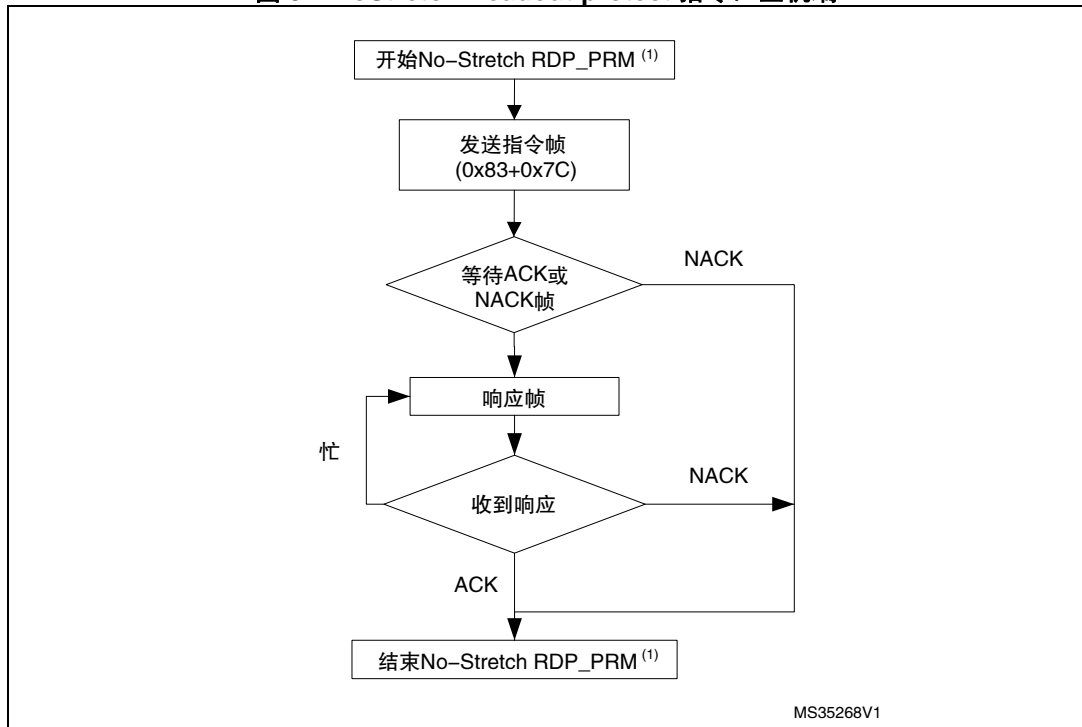 开始No-Stretch RDP_PRM (1)
发送指令帧
(0x83+0x7C)
等待ACK或
NACK帧
NACK
响应帧
忙
收到响应
NACK
ACK
结束No-Stretch RDP_PRM (1)
MS35268V1